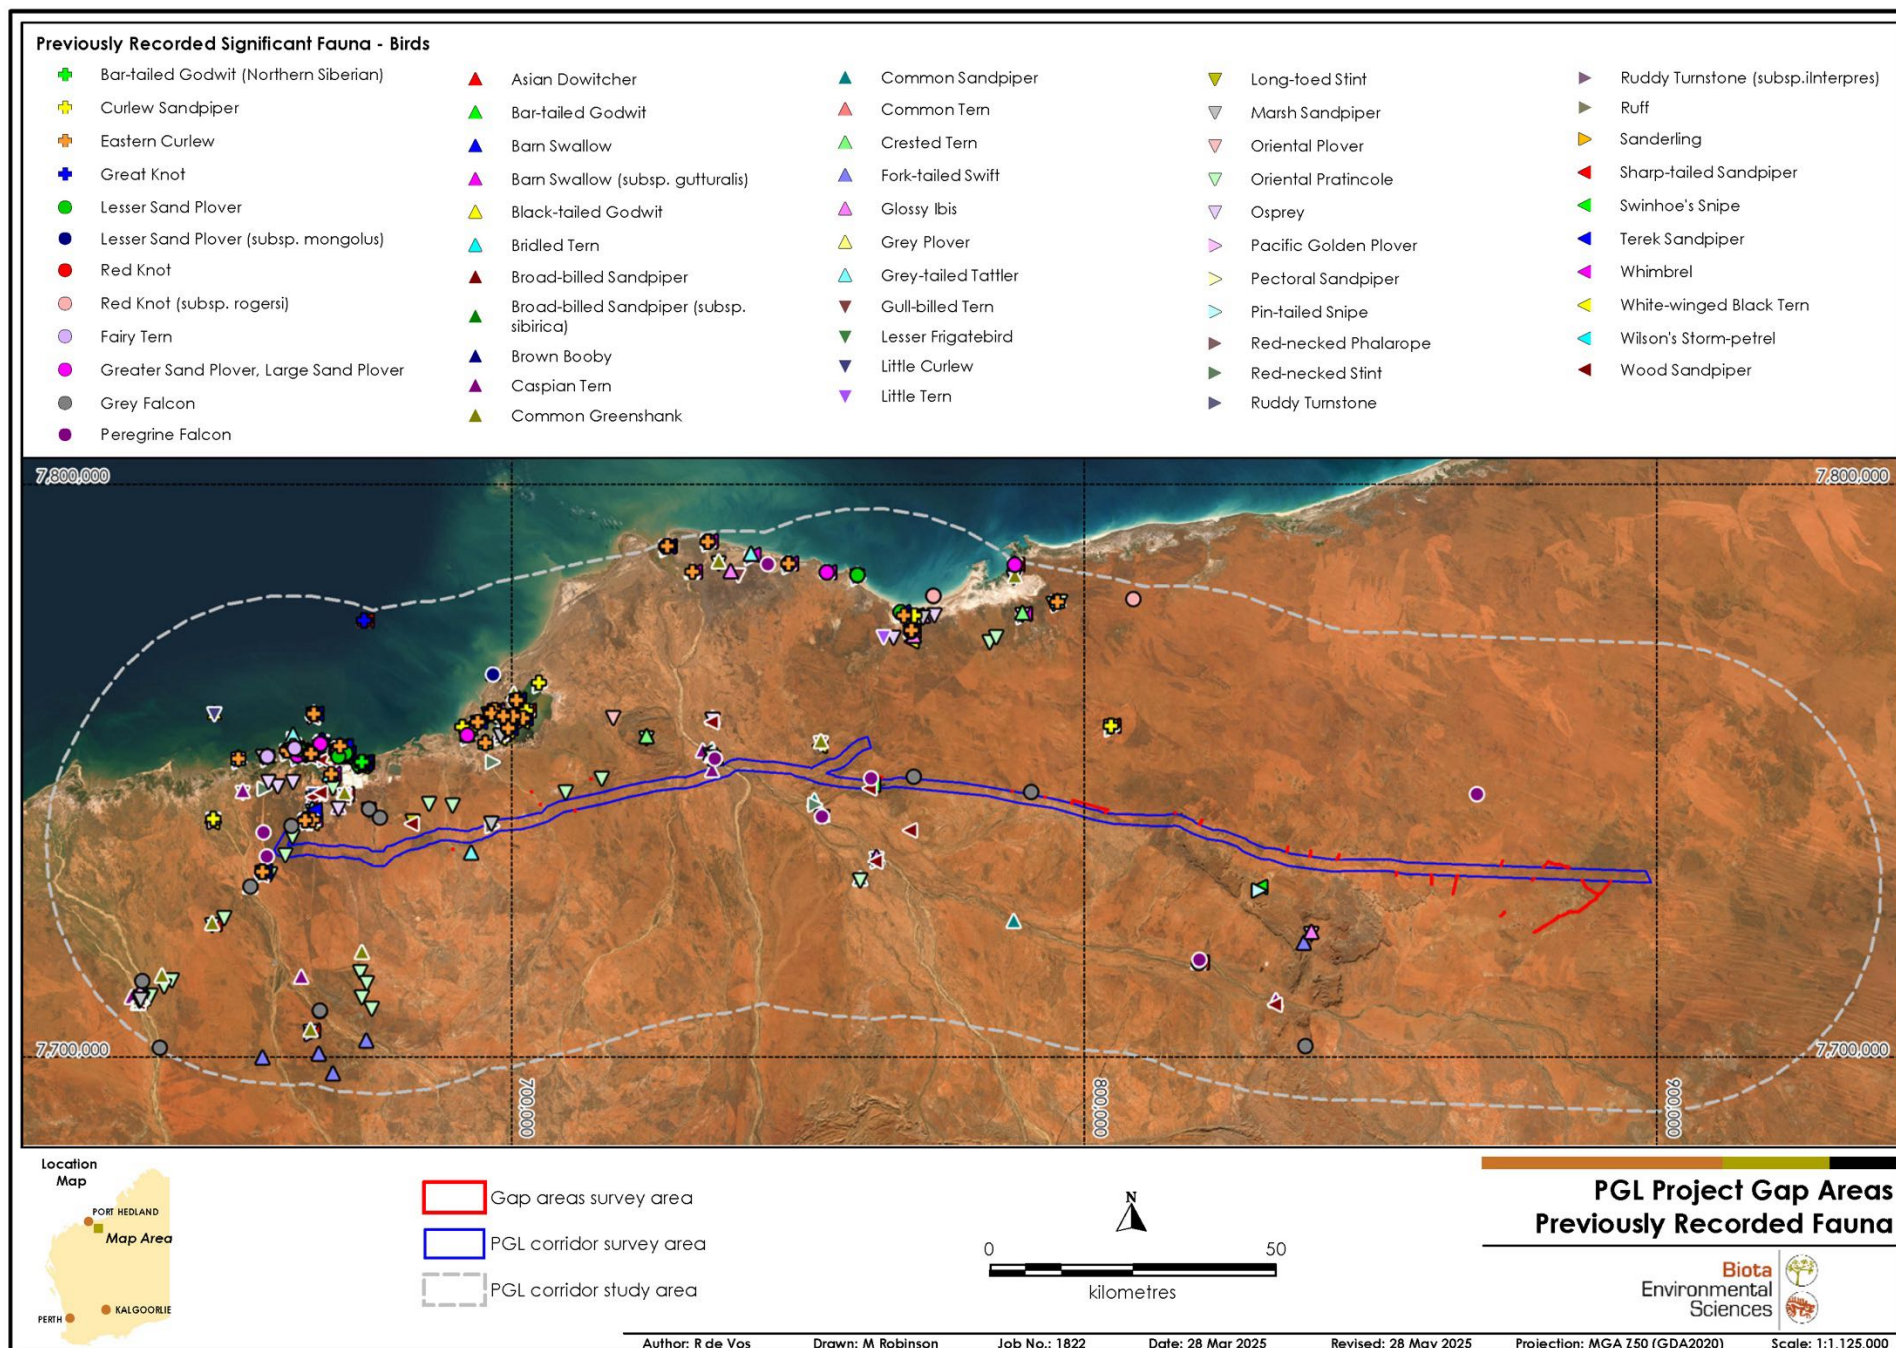 Previously Recorded Significant Fauna - Birds
Bar-tailed Godwit (Northern Siberian)
Curlew Sandpiper
Eastern Curlew
Great Knot
Lesser Sand Plover
Lesser Sand Plover (subsp. mongolus)
Red Knot
Red Knot (subsp. rogersi)
Fairy Tern
Greater Sand Plover, Large Sand Plover
Grey Falcon
Peregrine Falcon
Asian Dowitcher
Bar-tailed Godwit
Barn Swallow
Barn Swallow (subsp. gutturalis)
Black-tailed Godwit
Bridled Tern
Broad-billed Sandpiper
Broad-billed Sandpiper (subsp.
sibirica)
Brown Booby
Caspian Tern
Common Greenshank
Common Sandpiper
Common Tern
Crested Tern
Fork-tailed Swift
Glossy Ibis
Grey Plover
Grey-tailed Tattler
Gull-billed Tern
Lesser Frigatebird
Little Curlew
Little Tern
Long-toed Stint
Marsh Sandpiper
Oriental Plover
Oriental Pratincole
Osprey
Pacific Golden Plover
Pectoral Sandpiper
Pin-tailed Snipe
Red-necked Phalarope
Red-necked Stint
Ruddy Turnstone
Ruddy Turnstone (subsp.iInterpres)
Ruff
Sanderling
Sharp-tailed Sandpiper
Swinhoe's Snipe
Terek Sandpiper
Whimbrel
White-winged Black Tern
Wilson's Storm-petrel
Wood Sandpiper
7,800,000
7,800,000
7,700,000
7,700,000
700,000
800,000
900,000
Location
Map
PORT HEDLAND
Map Area
KALGOORLIE
PERTH
Gap areas survey area
PGL corridor survey area
PGL corridor study area
N
0 50
kilometres
PGL Project Gap Areas
Previously Recorded Fauna
Biota
Environmental
Sciences
Author: R de Vos Drawn: M Robinson Job No.: 1822 Date: 28 Mar 2025 Revised: 28 May 2025 Projection: MGA Z50 (GDA2020) Scale: 1:1,125,000